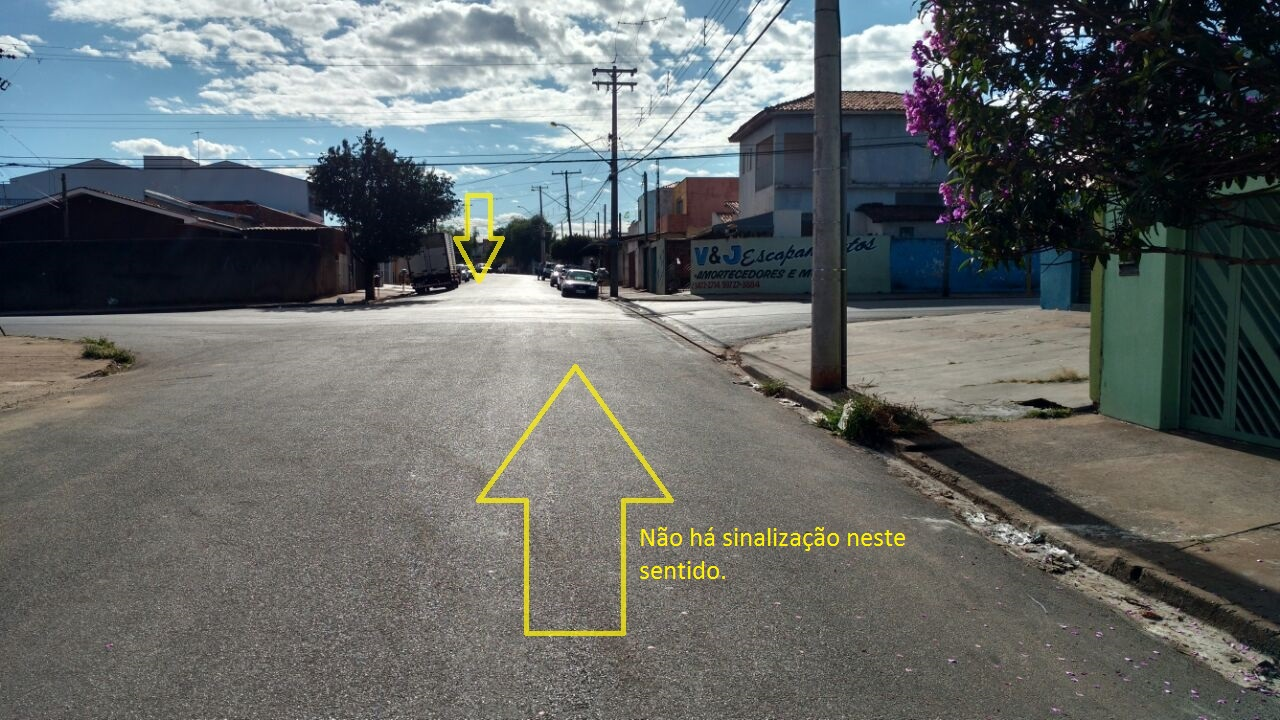 V&J Escapamentos
AMORTECEDORES E
Não há sinalização neste
sentido.